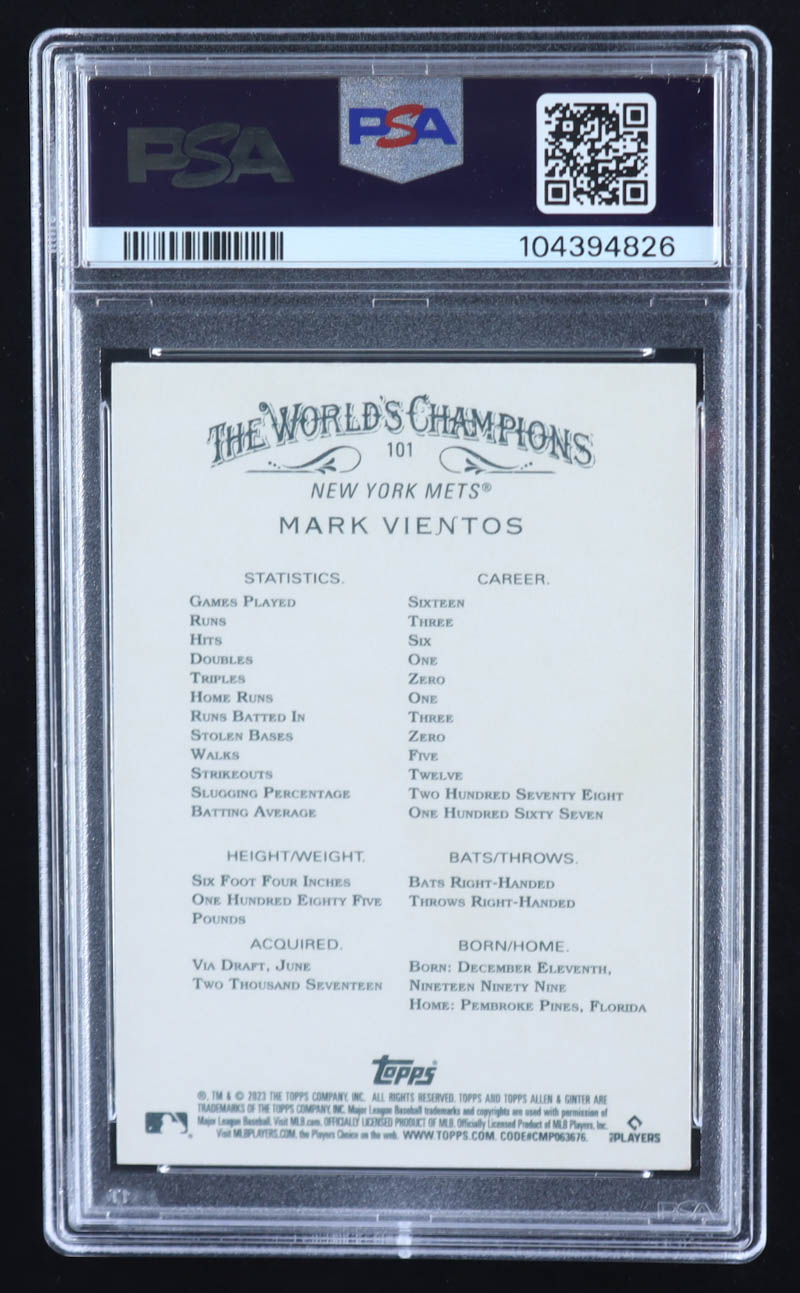 PSA PSA
104394826
THE WORLD'S CHAMPIONS
101
NEW YORK METS®
MARK VIENTOS
STATISTICS. CAREER.
GAMES PLAYED SIXTEEN
RUNS THREE
HITS SIX
DOUBLES ONE
TRIPLES ZERO
HOME RUNS ONE
RUNS BATTED IN THREE
STOLEN BASES ZERO
WALKS FIVE
STRIKEOUTS TWELVE
SLUGGING PERCENTAGE TWO HUNDRED SEVENTY EIGHT
BATTING AVERAGE ONE HUNDRED SIXTY SEVEN
HEIGHT/WEIGHT. BATS/THROWS.
SIX FOOT FOUR INCHES BATS RIGHT-HANDED
ONE HUNDRED EIGHTY FIVE THROWS RIGHT-HANDED
POUNDS
ACQUIRED. BORN/HOME.
VIA DRAFT, JUNE BORN: DECEMBER ELEVENTH,
TWO THOUSAND SEVENTEEN NINETEEN NINETY NINE
HOME: PEMBROKE PINES, FLORIDA
Topps®
®, TM & © 2023 THE TOPPS COMPANY, INC. ALL RIGHTS RESERVED. TOPPS AND TOPPS ALLEN & GINTER ARE
TRADEMARKS OF THE TOPPS COMPANY, INC. Major League Baseball trademarks and copyrights are used with permission of
Major League Baseball. Visit MLB.com. OFFICIALLY LICENSED PRODUCT OF MLB. Officially Licensed Product of MLB Players, Inc.
Visit MLBPLAYERS.COM, the Players Choice on the web. WWW.TOPPS.COM. CODE#CMP063676.
PLAYERS
PSA